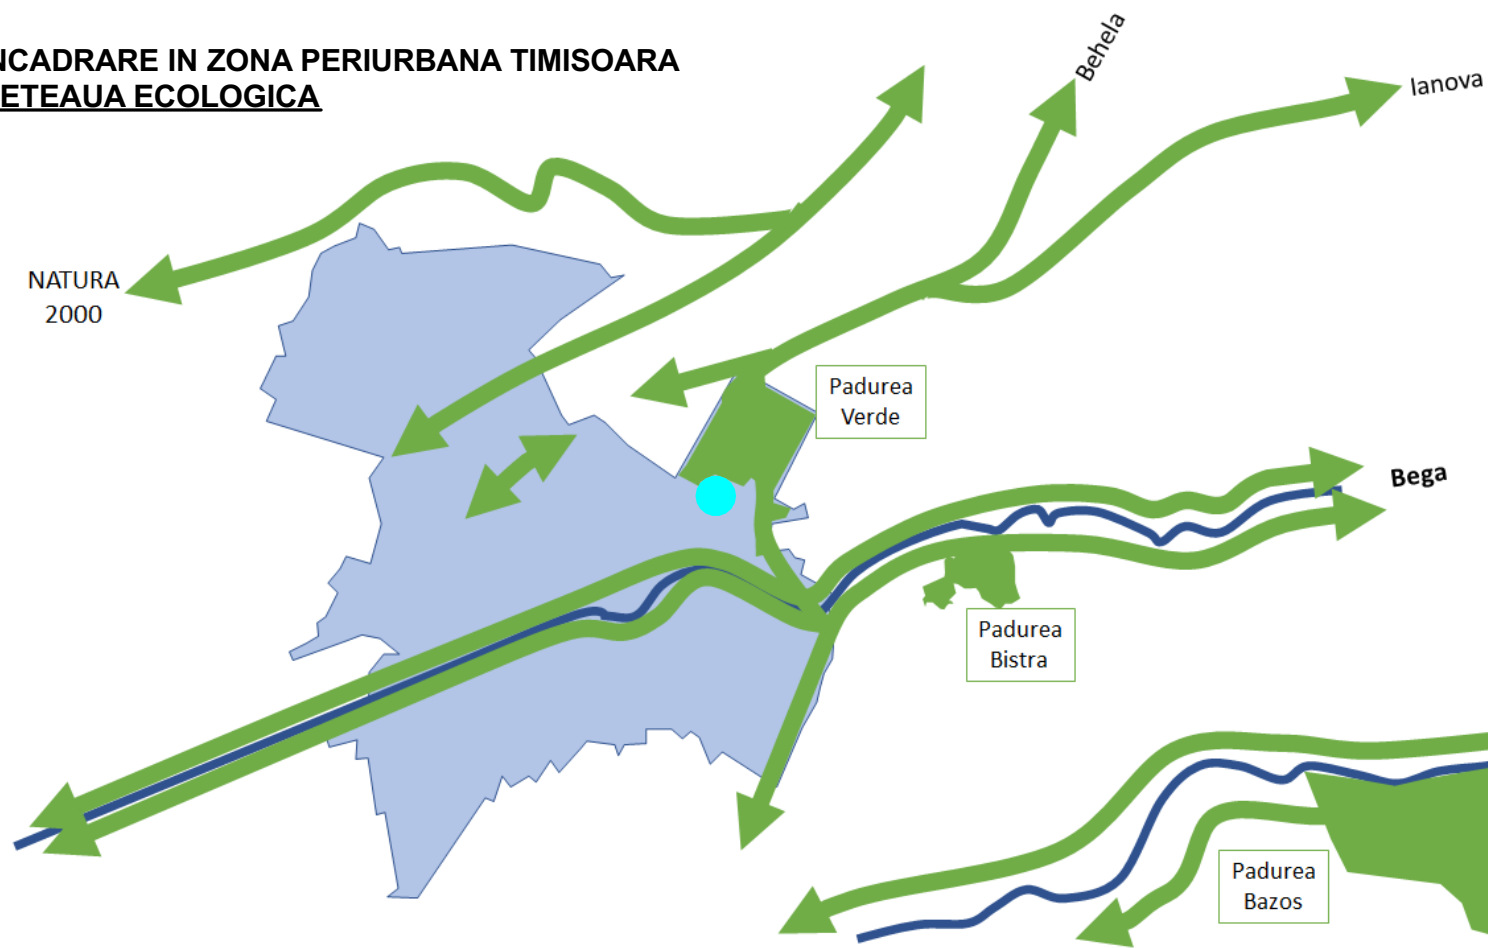 NCADRARE IN ZONA PERIURBANA TIMISOARA
ETEAUA ECOLOGICA
Behela
Ianova
NATURA
2000
Padurea
Verde
Bega
Padurea
Bistra
Padurea
Bazos